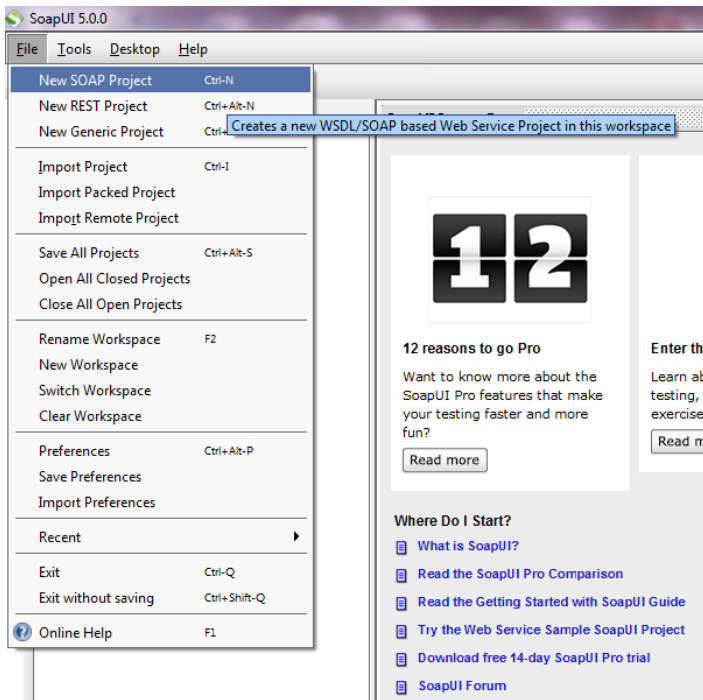 SoapUI 5.0.0
File Tools Desktop Help
New SOAP Project Ctrl-N
New REST Project Ctrl+Alt-N
New Generic Project Ctrl+
Creates a new WSDL/SOAP based Web Service Project in this workspace
Import Project Ctrl-I
Import Packed Project
Import Remote Project
Save All Projects Ctrl+Alt-S
Open All Closed Projects
Close All Open Projects
Rename Workspace F2
New Workspace
Switch Workspace
Clear Workspace
Preferences Ctrl+Alt-P
Save Preferences
Import Preferences
Recent
Exit Ctrl-Q
Exit without saving Ctrl+Shift-Q
Online Help F1
12
12 reasons to go Pro
Want to know more about the
SoapUI Pro features that make
your testing faster and more
fun?
Read more
Enter th
Learn ab
testing,
exercise
Read m
Where Do I Start?
What is SoapUI?
Read the SoapUI Pro Comparison
Read the Getting Started with SoapUI Guide
Try the Web Service Sample SoapUI Project
Download free 14-day SoapUI Pro trial
SoapUI Forum